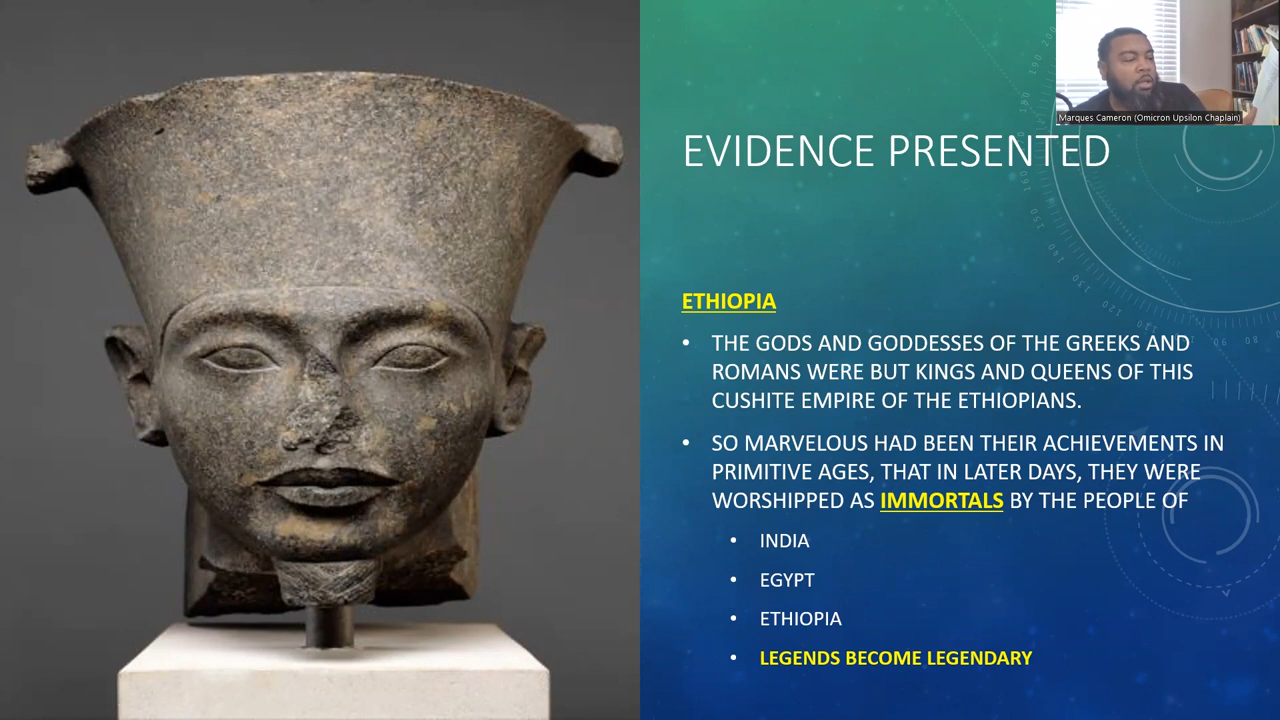 Marques Cameron (Omicron Upsilon Chaplain)
EVIDENCE PRESENTED
ETHIOPIA
• THE GODS AND GODDESSES OF THE GREEKS AND
ROMANS WERE BUT KINGS AND QUEENS OF THIS
CUSHITE EMPIRE OF THE ETHIOPIANS.
• SO MARVELOUS HAD BEEN THEIR ACHIEVEMENTS IN
PRIMITIVE AGES, THAT IN LATER DAYS, THEY WERE
WORSHIPPED AS IMMORTALS BY THE PEOPLE OF
• INDIA
• EGYPT
• ETHIOPIA
• LEGENDS BECOME LEGENDARY